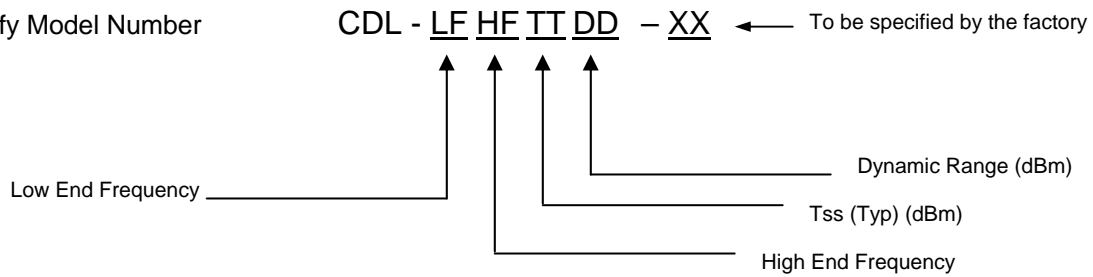 fy Model Number CDL - LF HF TT DD – XX To be specified by the factory
Dynamic Range (dBm)
Low End Frequency
Tss (Typ) (dBm)
High End Frequency